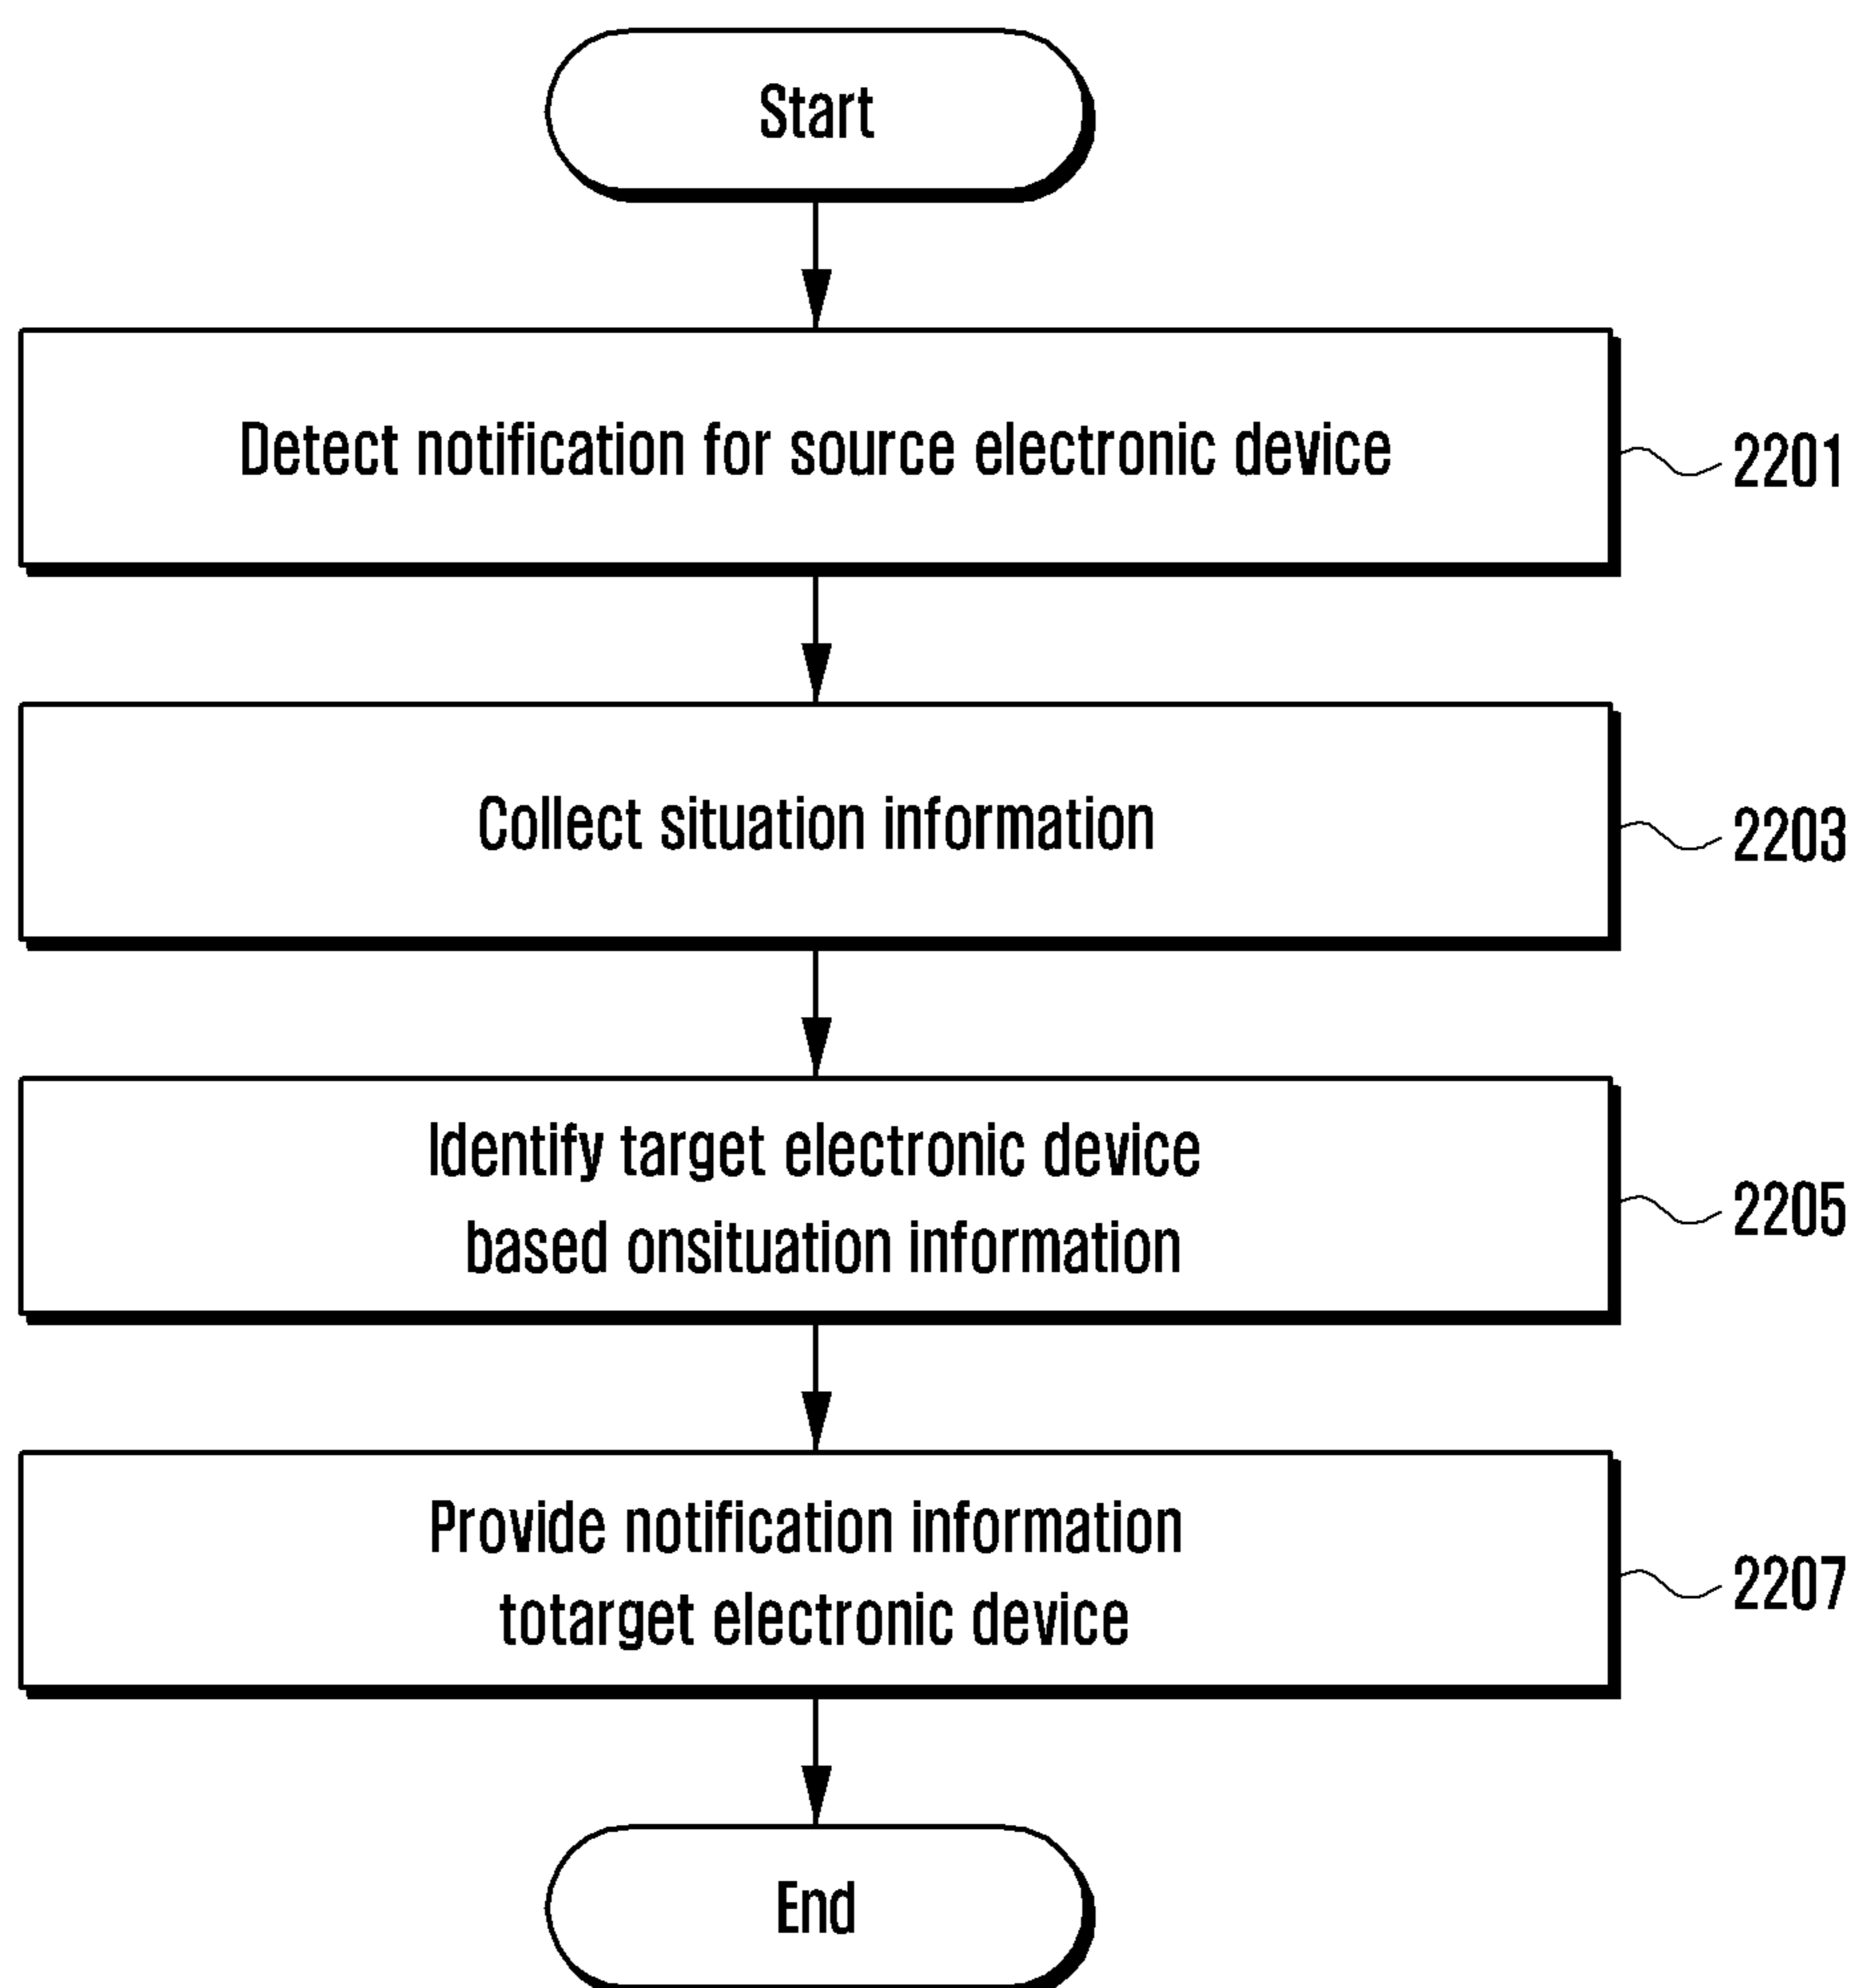 Start
Detect notification for source electronic device
2201
Collect situation information
2203
Identify target electronic device
based onsituation information
2205
Provide notification information
totarget electronic device
2207
End